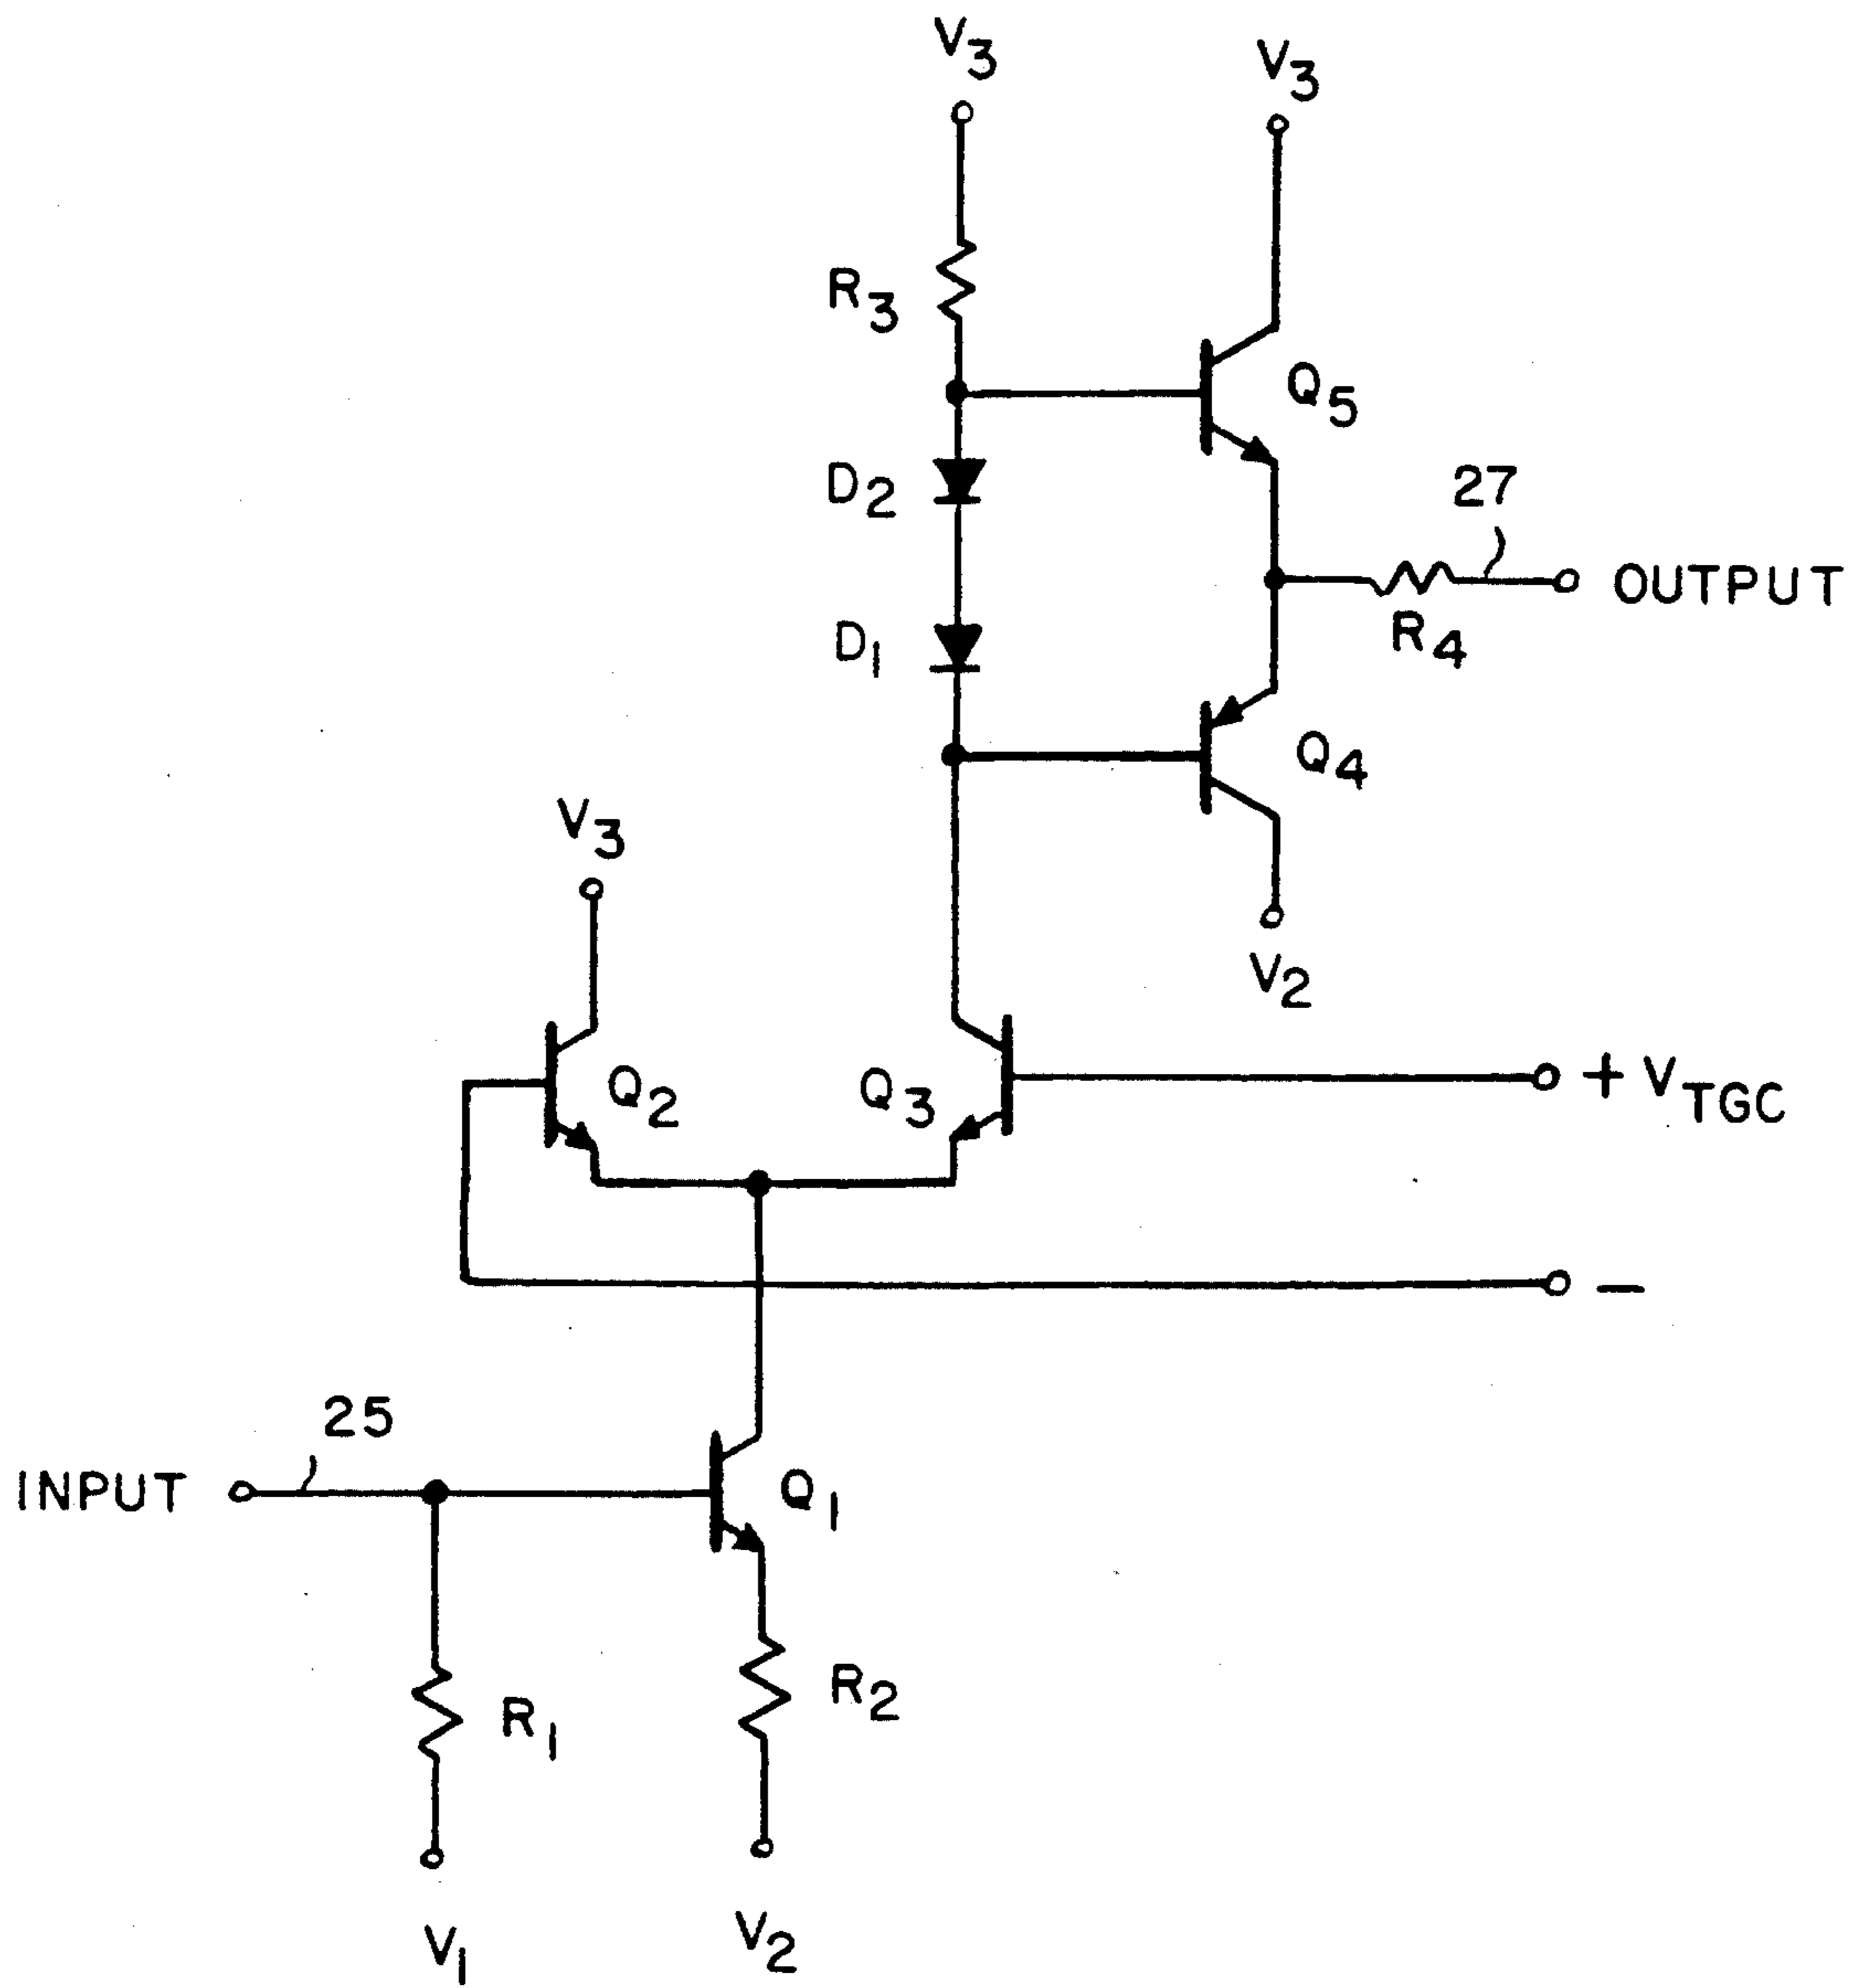 V3
V3
R3
Q5
D2
27
OUTPUT
D1
R4
Q4
V3
V2
Q2
Q3
+ VTGC
−
25
INPUT
Q1
R2
R1
V1
V2